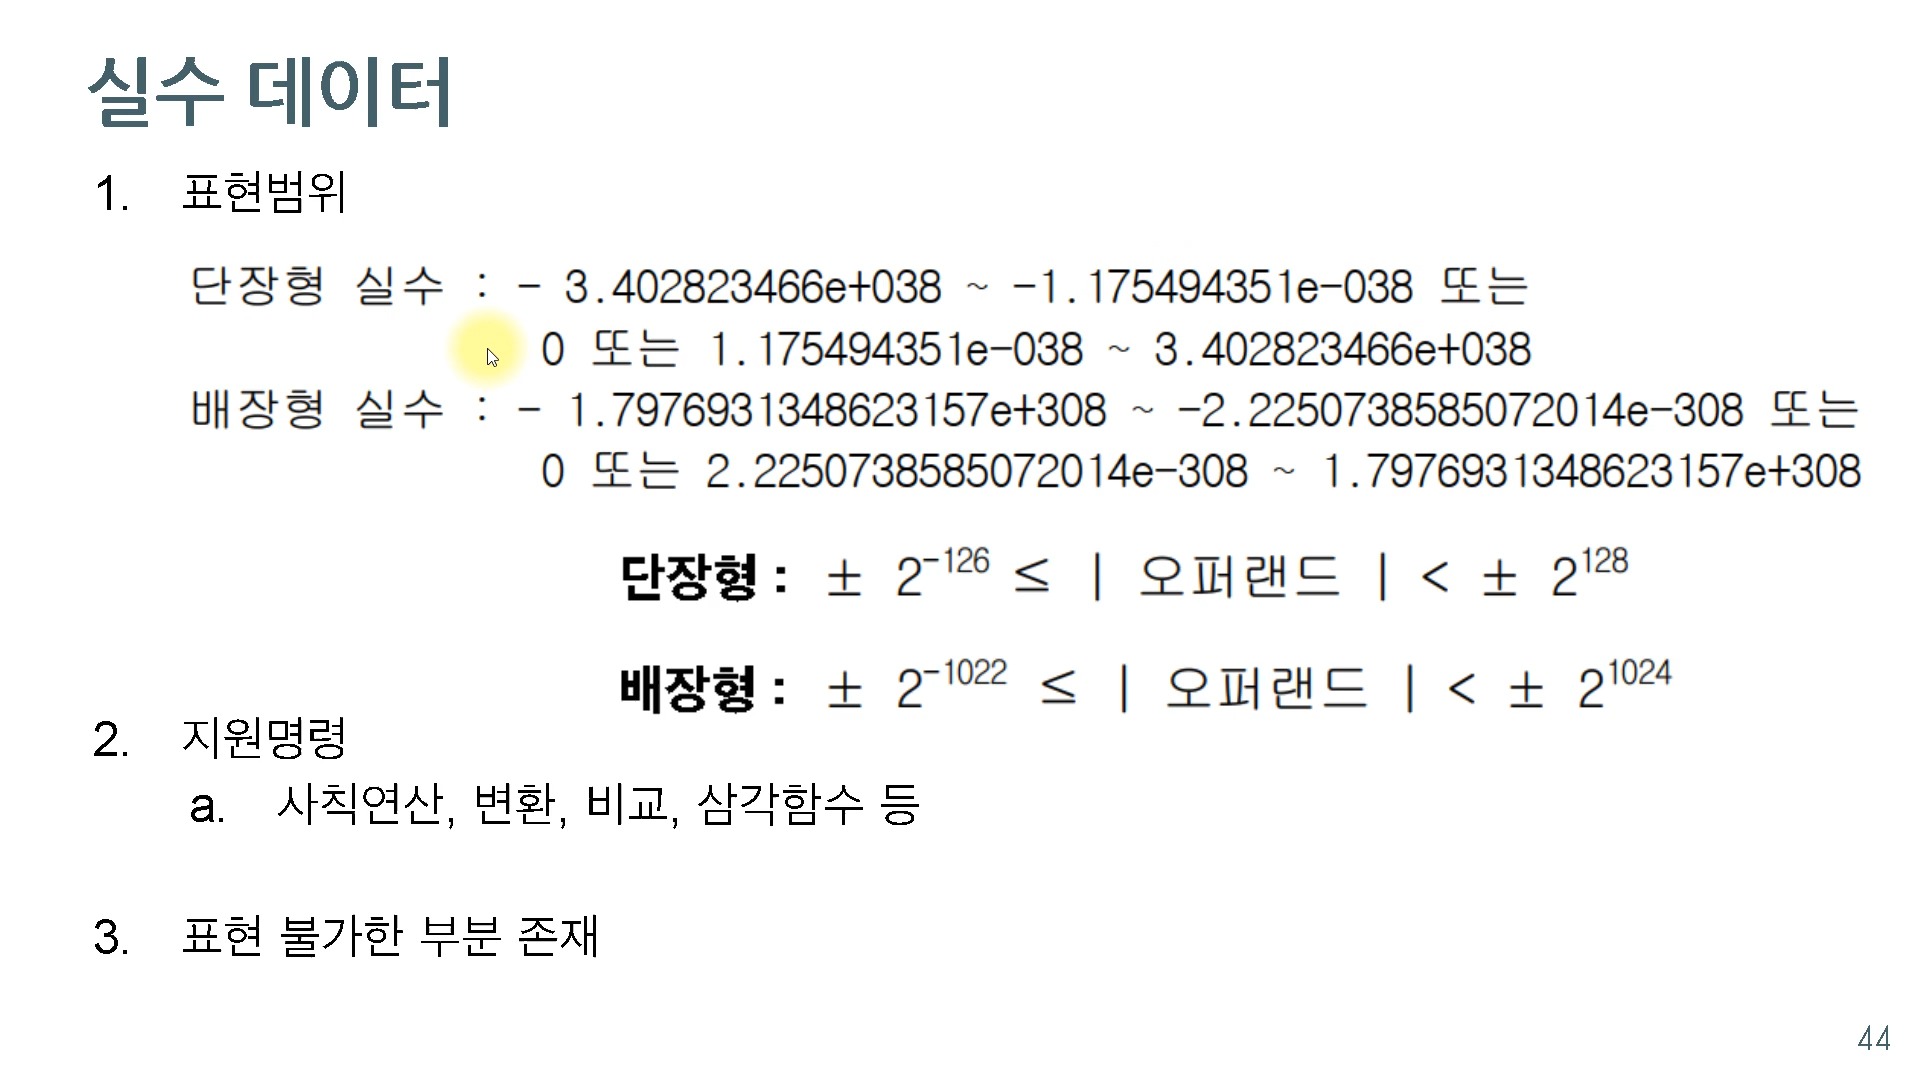 실수 데이터
1. 표현범위
단장형 실수 : - 3.402823466e+038 ~ -1.175494351e-038 또는
0 또는 1.175494351e-038 ~ 3.402823466e+038
배장형 실수 : - 1.7976931348623157e+308 ~ -2.2250738585072014e-308 또는
0 또는 2.2250738585072014e-308 ~ 1.7976931348623157e+308
단장형 : ± 2⁻¹²⁶ ≤ | 오퍼랜드 | < ± 2¹²⁸
배장형 : ± 2⁻¹⁰²² ≤ | 오퍼랜드 | < ± 2¹⁰²⁴
2. 지원명령
a. 사칙연산, 변환, 비교, 삼각함수 등
3. 표현 불가한 부분 존재
44